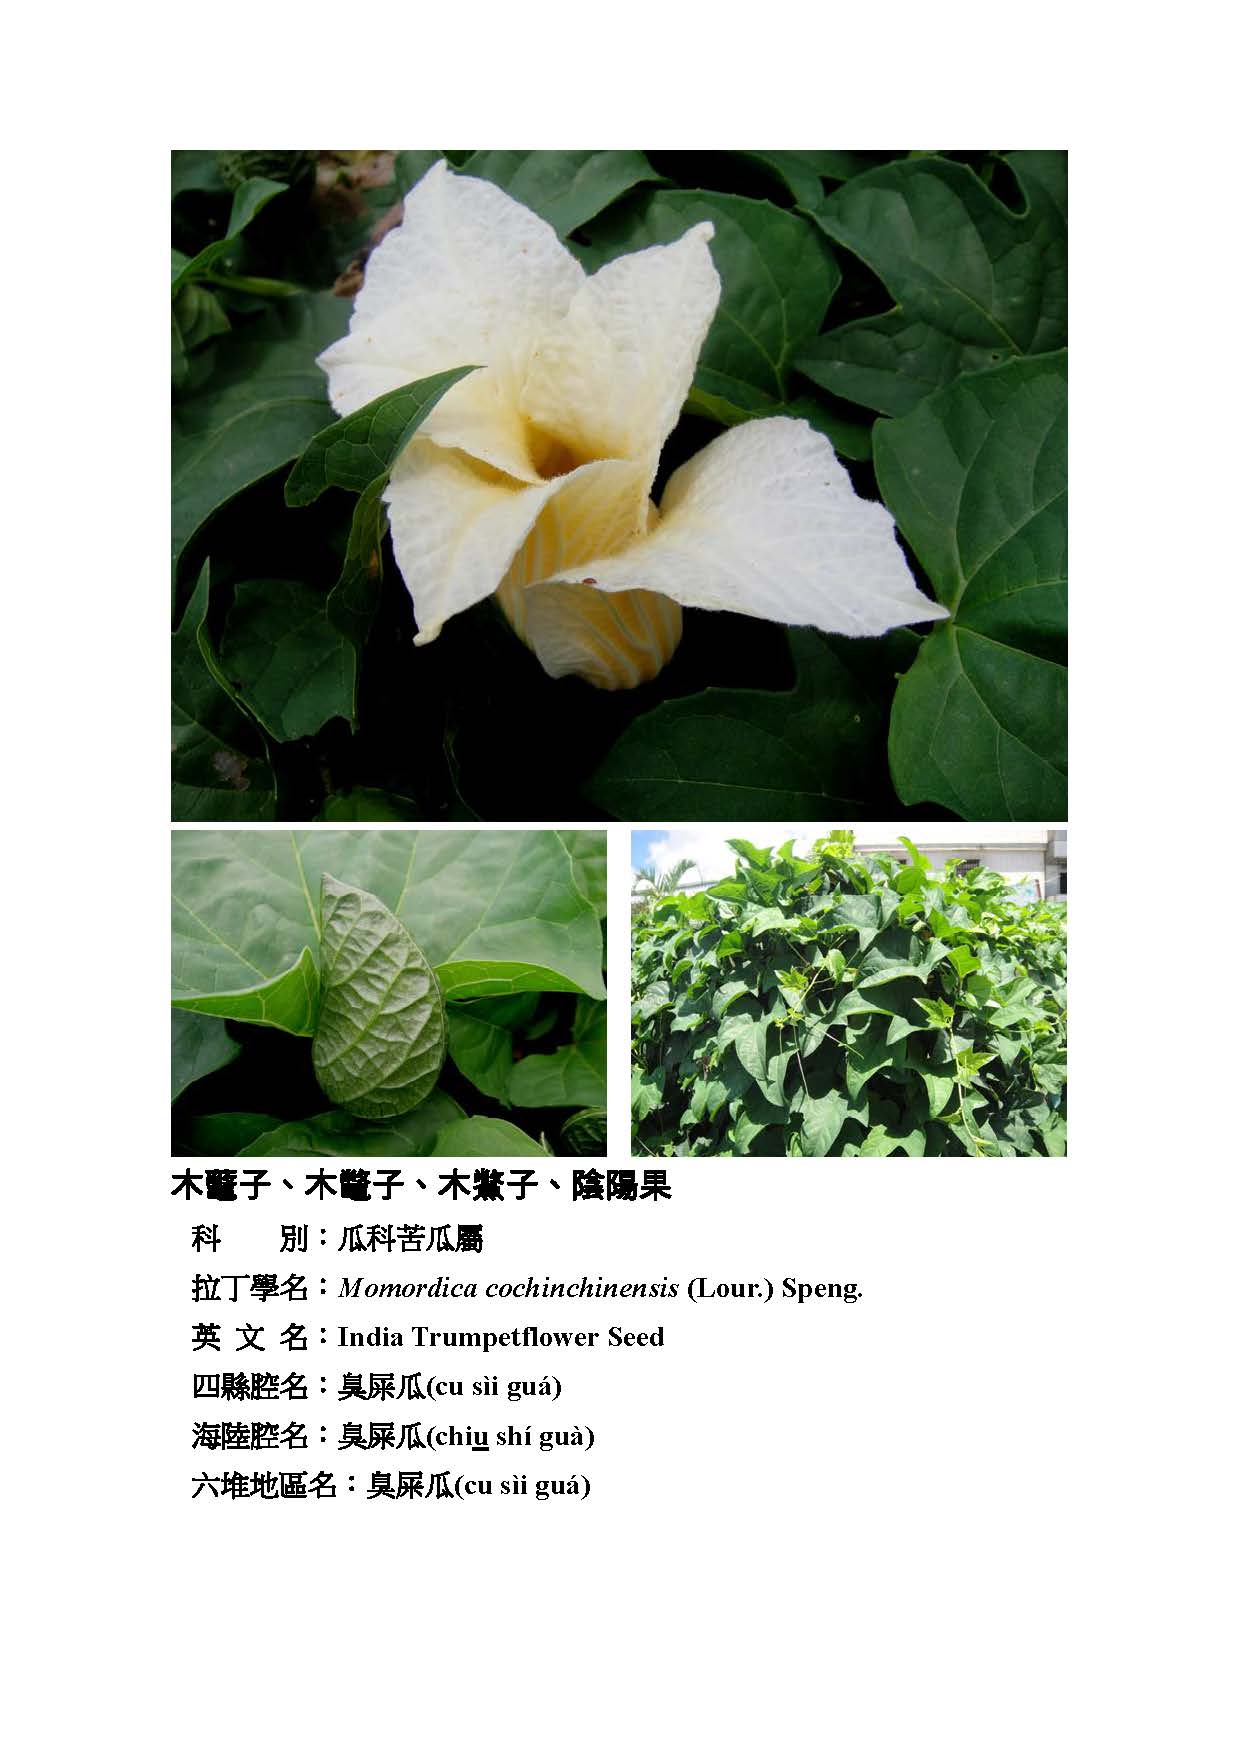 木虌子、木鼈子、木鱉子、陰陽果
科　　別：瓜科苦瓜屬
拉丁學名：Momordica cochinchinensis (Lour.) Speng.
英 文 名：India Trumpetflower Seed
四縣腔名：臭屎瓜(cu sìi guá)
海陸腔名：臭屎瓜(chiu shí guà)
六堆地區名：臭屎瓜(cu sìi guá)